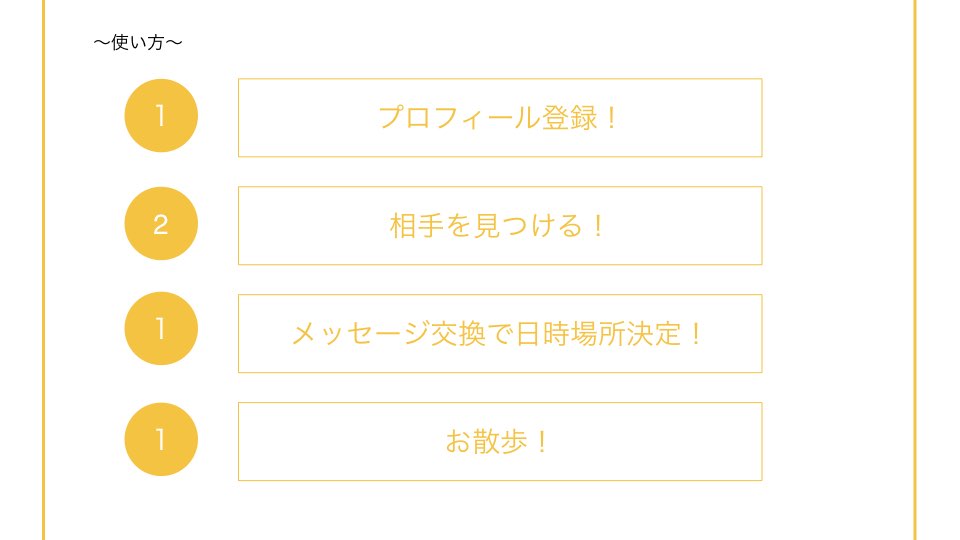 〜使い方〜
1
プロフィール登録！
2
相手を見つける！
1
メッセージ交換で日時場所決定！
1
お散歩！